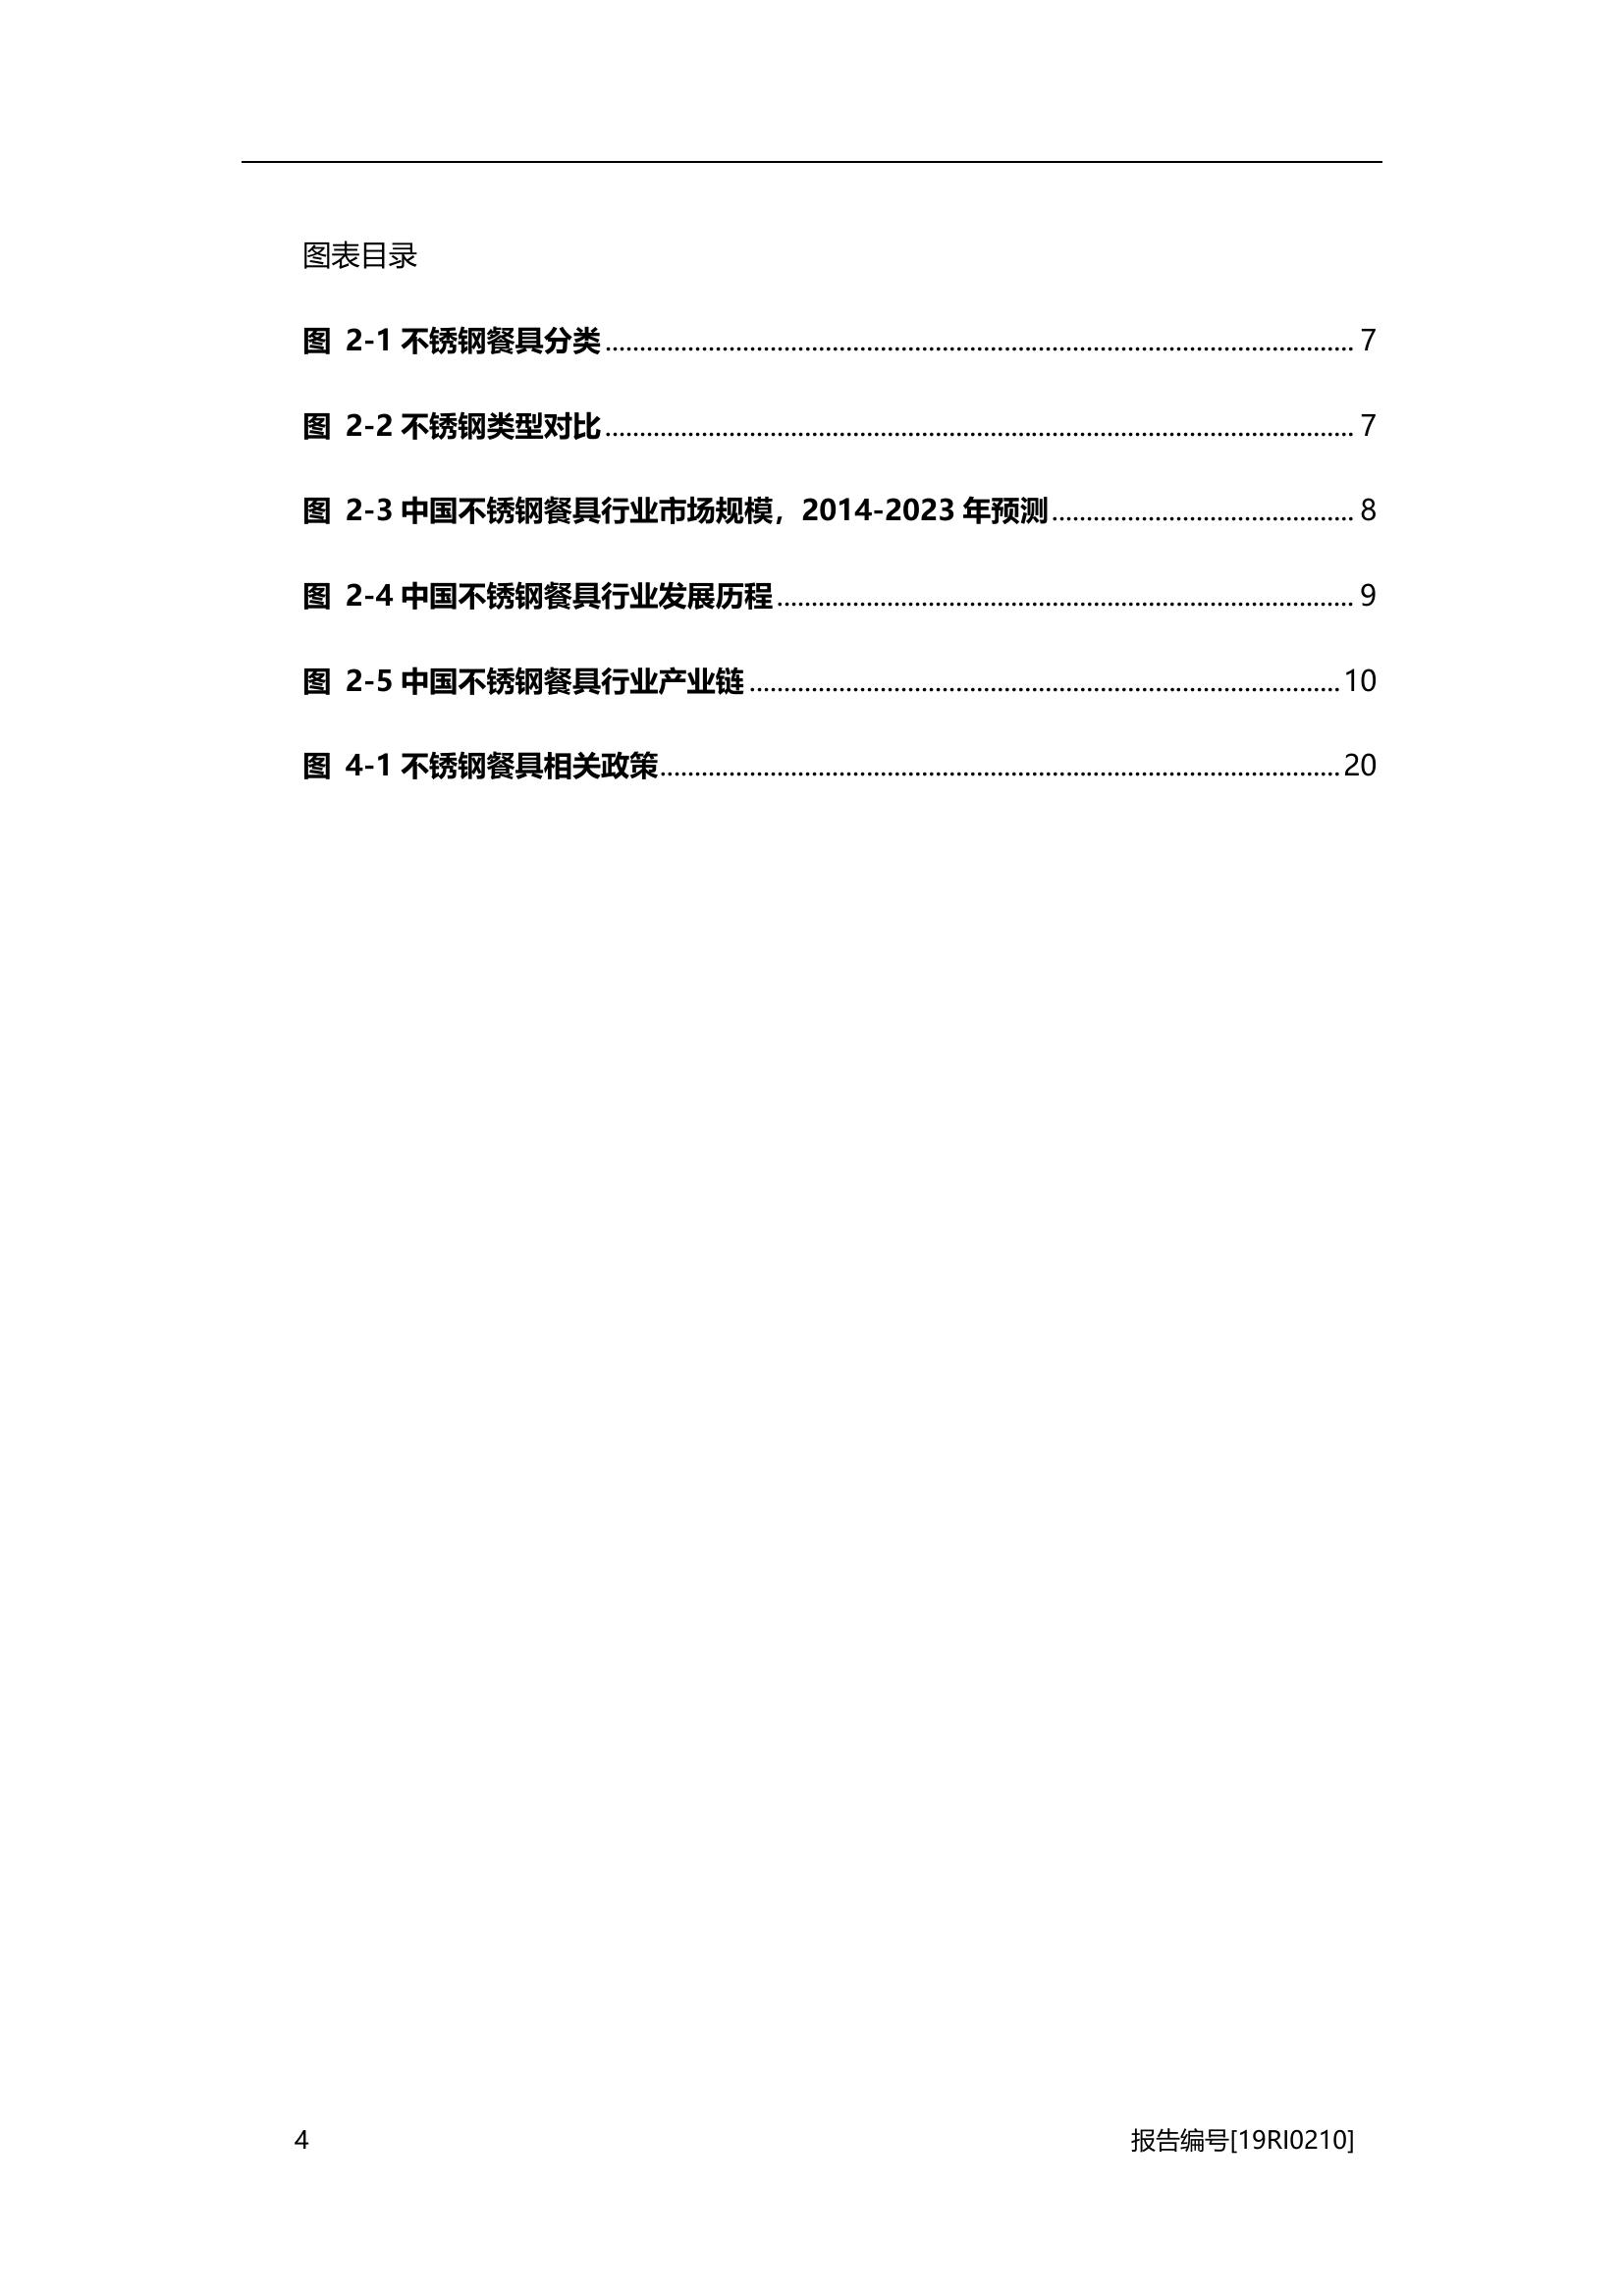 图表目录
图 2-1 不锈钢餐具分类........................................................ 7
图 2-2 不锈钢类型对比........................................................ 7
图 2-3 中国不锈钢餐具行业市场规模，2014-2023 年预测........................................................ 8
图 2-4 中国不锈钢餐具行业发展历程........................................................ 9
图 2-5 中国不锈钢餐具行业产业链........................................................ 10
图 4-1 不锈钢餐具相关政策........................................................ 20
4 报告编号[19RI0210]